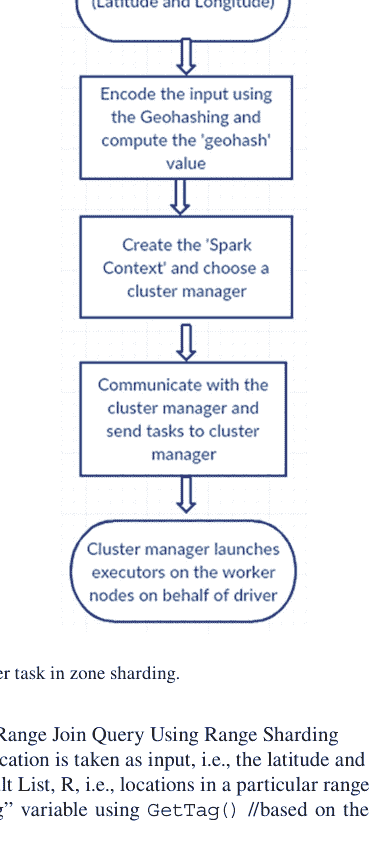 (Latitude and Longitude)
Encode the input using
the Geohashing and
compute the 'geohash'
value
Create the 'Spark
Context' and choose a
cluster manager
Communicate with the
cluster manager and
send tasks to cluster
manager
Cluster manager launches
executors on the worker
nodes on behalf of driver
er task in zone sharding.
Range Join Query Using Range Sharding
cation is taken as input, i.e., the latitude and
lt List, R, i.e., locations in a particular range
g” variable using GetTag() //based on the